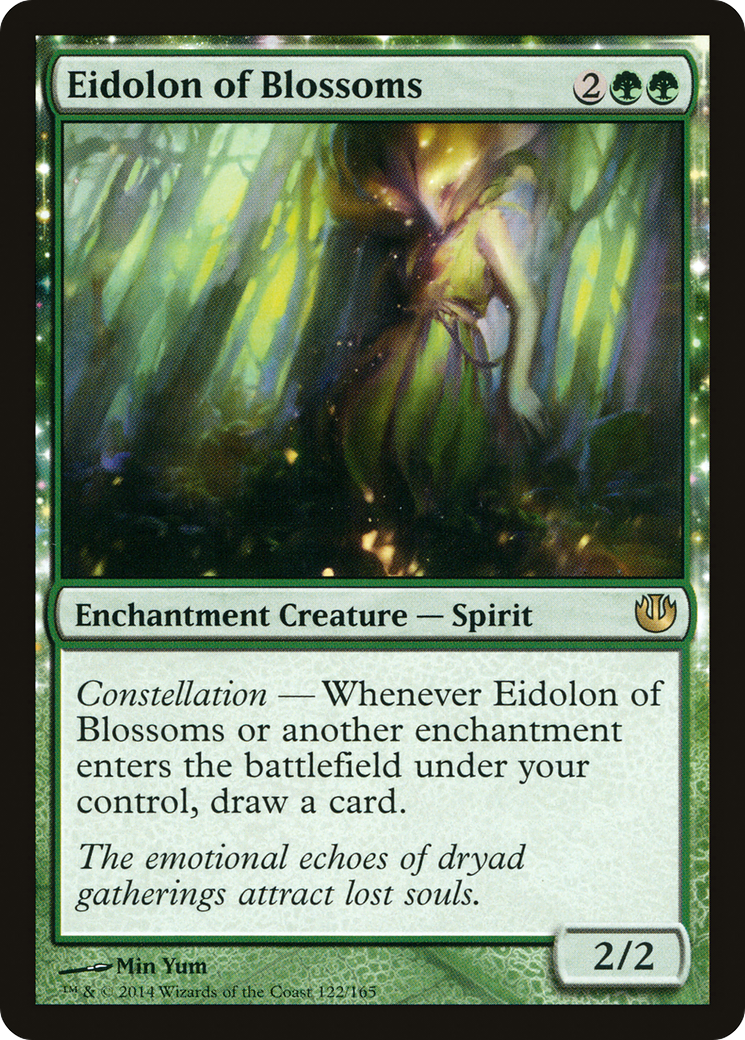 Eidolon of Blossoms 2
Enchantment Creature — Spirit
Constellation — Whenever Eidolon of
Blossoms or another enchantment
enters the battlefield under your
control, draw a card.
The emotional echoes of dryad
gatherings attract lost souls.
2/2
Min Yum
™ & © 2014 Wizards of the Coast 122/165